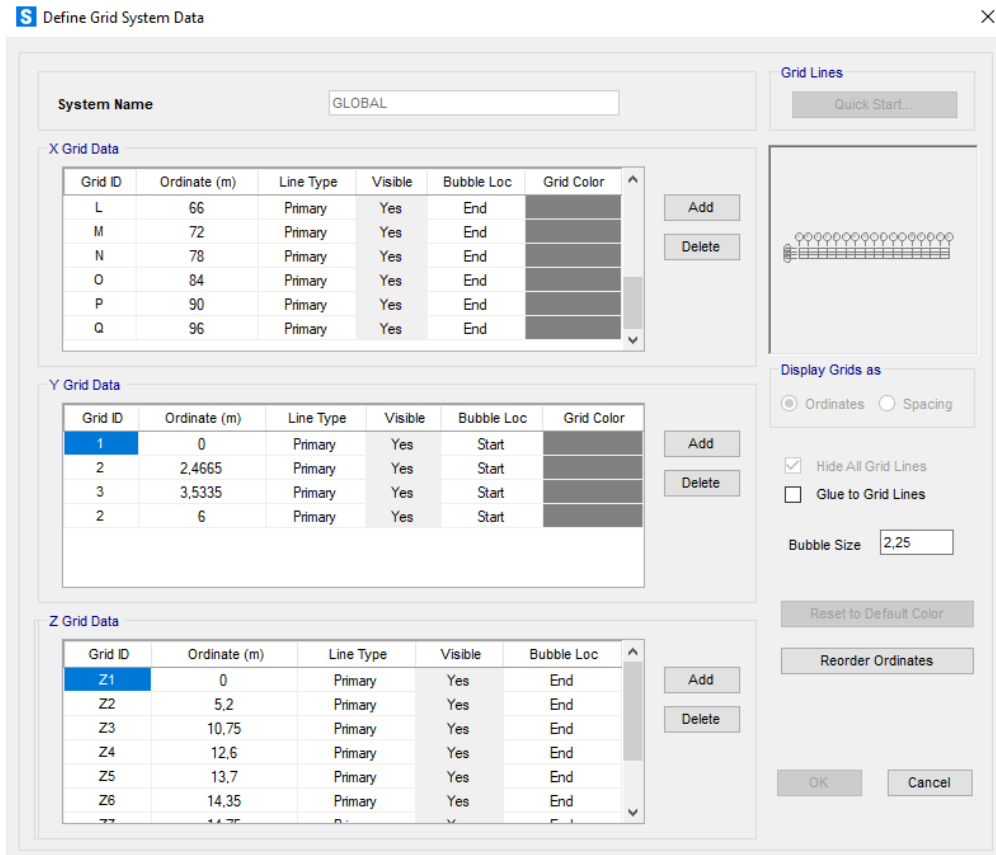 S Define Grid System Data
System Name GLOBAL
Grid Lines
Quick Start...
X Grid Data
Grid ID Ordinate (m) Line Type Visible Bubble Loc Grid Color
L 66 Primary Yes End
M 72 Primary Yes End
N 78 Primary Yes End
O 84 Primary Yes End
P 90 Primary Yes End
Q 96 Primary Yes End
Add
Delete
Y Grid Data
Grid ID Ordinate (m) Line Type Visible Bubble Loc Grid Color
1 0 Primary Yes Start
2 2,4665 Primary Yes Start
3 3,5335 Primary Yes Start
2 6 Primary Yes Start
Add
Delete
Display Grids as
Ordinates Spacing
Hide All Grid Lines
Glue to Grid Lines
Bubble Size 2,25
Z Grid Data
Grid ID Ordinate (m) Line Type Visible Bubble Loc
Z1 0 Primary Yes End
Z2 5,2 Primary Yes End
Z3 10,75 Primary Yes End
Z4 12,6 Primary Yes End
Z5 13,7 Primary Yes End
Z6 14,35 Primary Yes End
Add
Delete
Reset to Default Color
Reorder Ordinates
OK Cancel